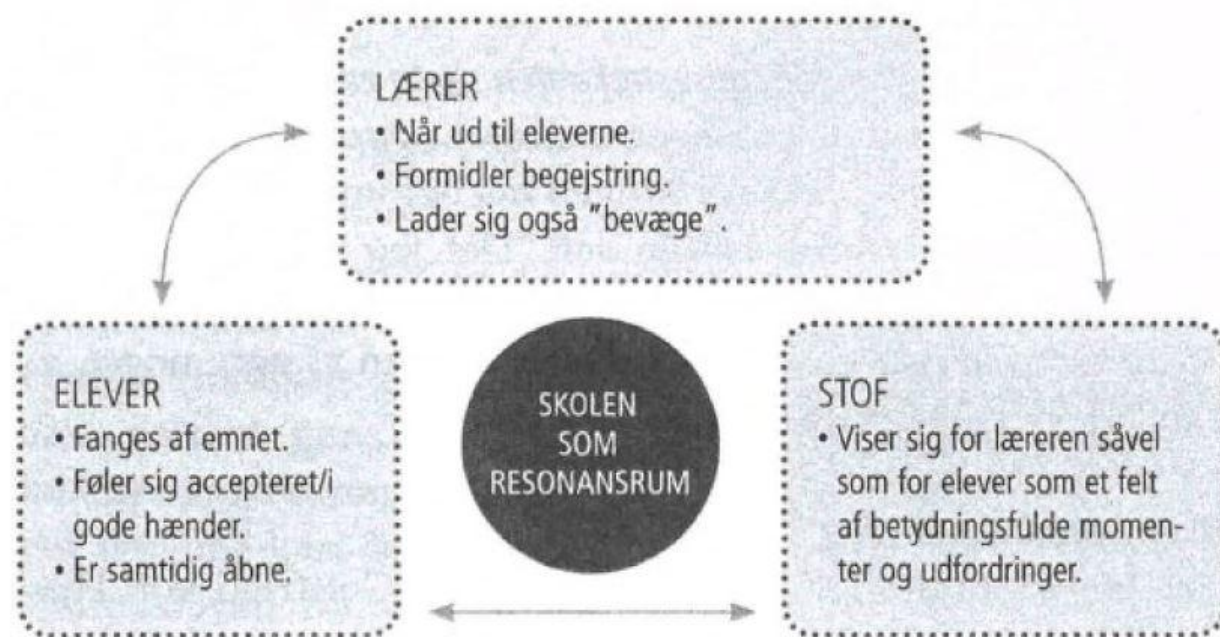 LÆRER
• Når ud til eleverne.
• Formidler begejstring.
• Lader sig også "bevæge".
ELEVER
• Fanges af emnet.
• Føler sig accepteret/i
gode hænder.
• Er samtidig åbne.
SKOLEN
SOM
RESONANSRUM
STOF
• Viser sig for læreren såvel
som for elever som et felt
af betydningsfulde momen-
ter og udfordringer.